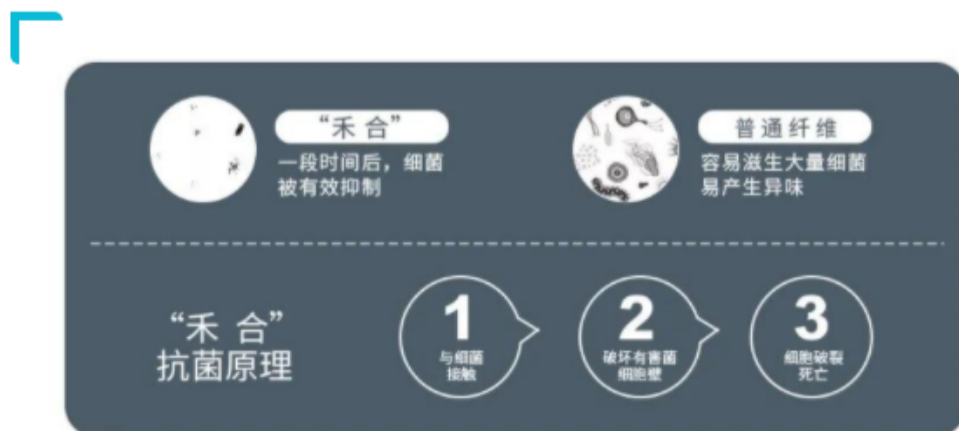 “禾合”
一段时间后，细菌
被有效抑制
普通纤维
容易滋生大量细菌
易产生异味
“禾 合”
抗菌原理
1
与细菌
接触
2
破坏有害菌
细胞壁
3
细胞破裂
死亡